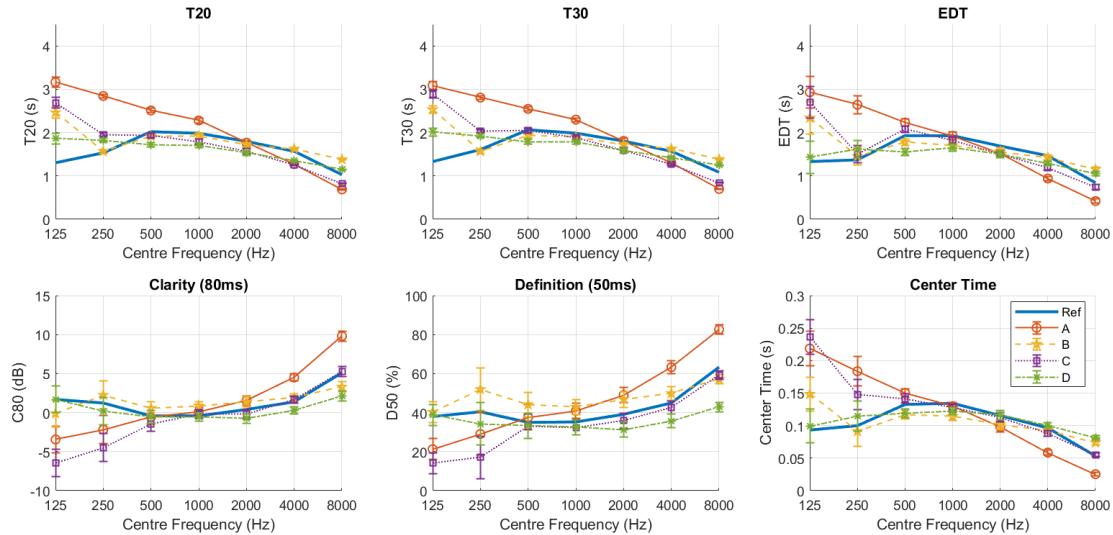 T20
T20 (s)
4
3
2
1
0
125 250 500 1000 2000 4000 8000
Centre Frequency (Hz)
T30
T30 (s)
4
3
2
1
0
125 250 500 1000 2000 4000 8000
Centre Frequency (Hz)
EDT
EDT (s)
4
3
2
1
0
125 250 500 1000 2000 4000 8000
Centre Frequency (Hz)
Clarity (80ms)
C80 (dB)
15
10
5
0
-5
-10
125 250 500 1000 2000 4000 8000
Centre Frequency (Hz)
Definition (50ms)
D50 (%)
100
80
60
40
20
0
125 250 500 1000 2000 4000 8000
Centre Frequency (Hz)
Center Time
Center Time (s)
0.3
0.25
0.2
0.15
0.1
0.05
0
125 250 500 1000 2000 4000 8000
Centre Frequency (Hz)
Ref
A
B
C
D